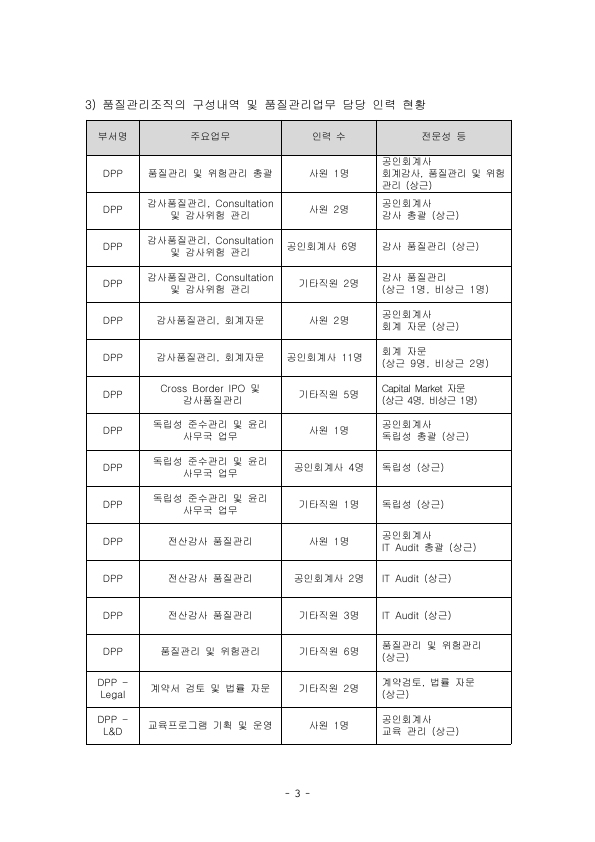 3) 품질관리조직의 구성내역 및 품질관리업무 담당 인력 현황
부서명 주요업무 인력 수 전문성 등
DPP 품질관리 및 위험관리 총괄 사원 1명 공인회계사
회계감사, 품질관리 및 위험
관리 (상근)
DPP 감사품질관리, Consultation
및 감사위험 관리 사원 2명 공인회계사
감사 총괄 (상근)
DPP 감사품질관리, Consultation
및 감사위험 관리 공인회계사 6명 감사 품질관리 (상근)
DPP 감사품질관리, Consultation
및 감사위험 관리 기타직원 2명 감사 품질관리
(상근 1명, 비상근 1명)
DPP 감사품질관리, 회계자문 사원 2명 공인회계사
회계 자문 (상근)
DPP 감사품질관리, 회계자문 공인회계사 11명 회계 자문
(상근 9명, 비상근 2명)
DPP Cross Border IPO 및
감사품질관리 기타직원 5명 Capital Market 자문
(상근 4명, 비상근 1명)
DPP 독립성 준수관리 및 윤리
사무국 업무 사원 1명 공인회계사
독립성 총괄 (상근)
DPP 독립성 준수관리 및 윤리
사무국 업무 공인회계사 4명 독립성 (상근)
DPP 독립성 준수관리 및 윤리
사무국 업무 기타직원 1명 독립성 (상근)
DPP 전산감사 품질관리 사원 1명 공인회계사
IT Audit 총괄 (상근)
DPP 전산감사 품질관리 공인회계사 2명 IT Audit (상근)
DPP 전산감사 품질관리 기타직원 3명 IT Audit (상근)
DPP 품질관리 및 위험관리 기타직원 6명 품질관리 및 위험관리
(상근)
DPP -
Legal 계약서 검토 및 법률 자문 기타직원 2명 계약검토, 법률 자문
(상근)
DPP -
L&D 교육프로그램 기획 및 운영 사원 1명 공인회계사
교육 관리 (상근)
- 3 -